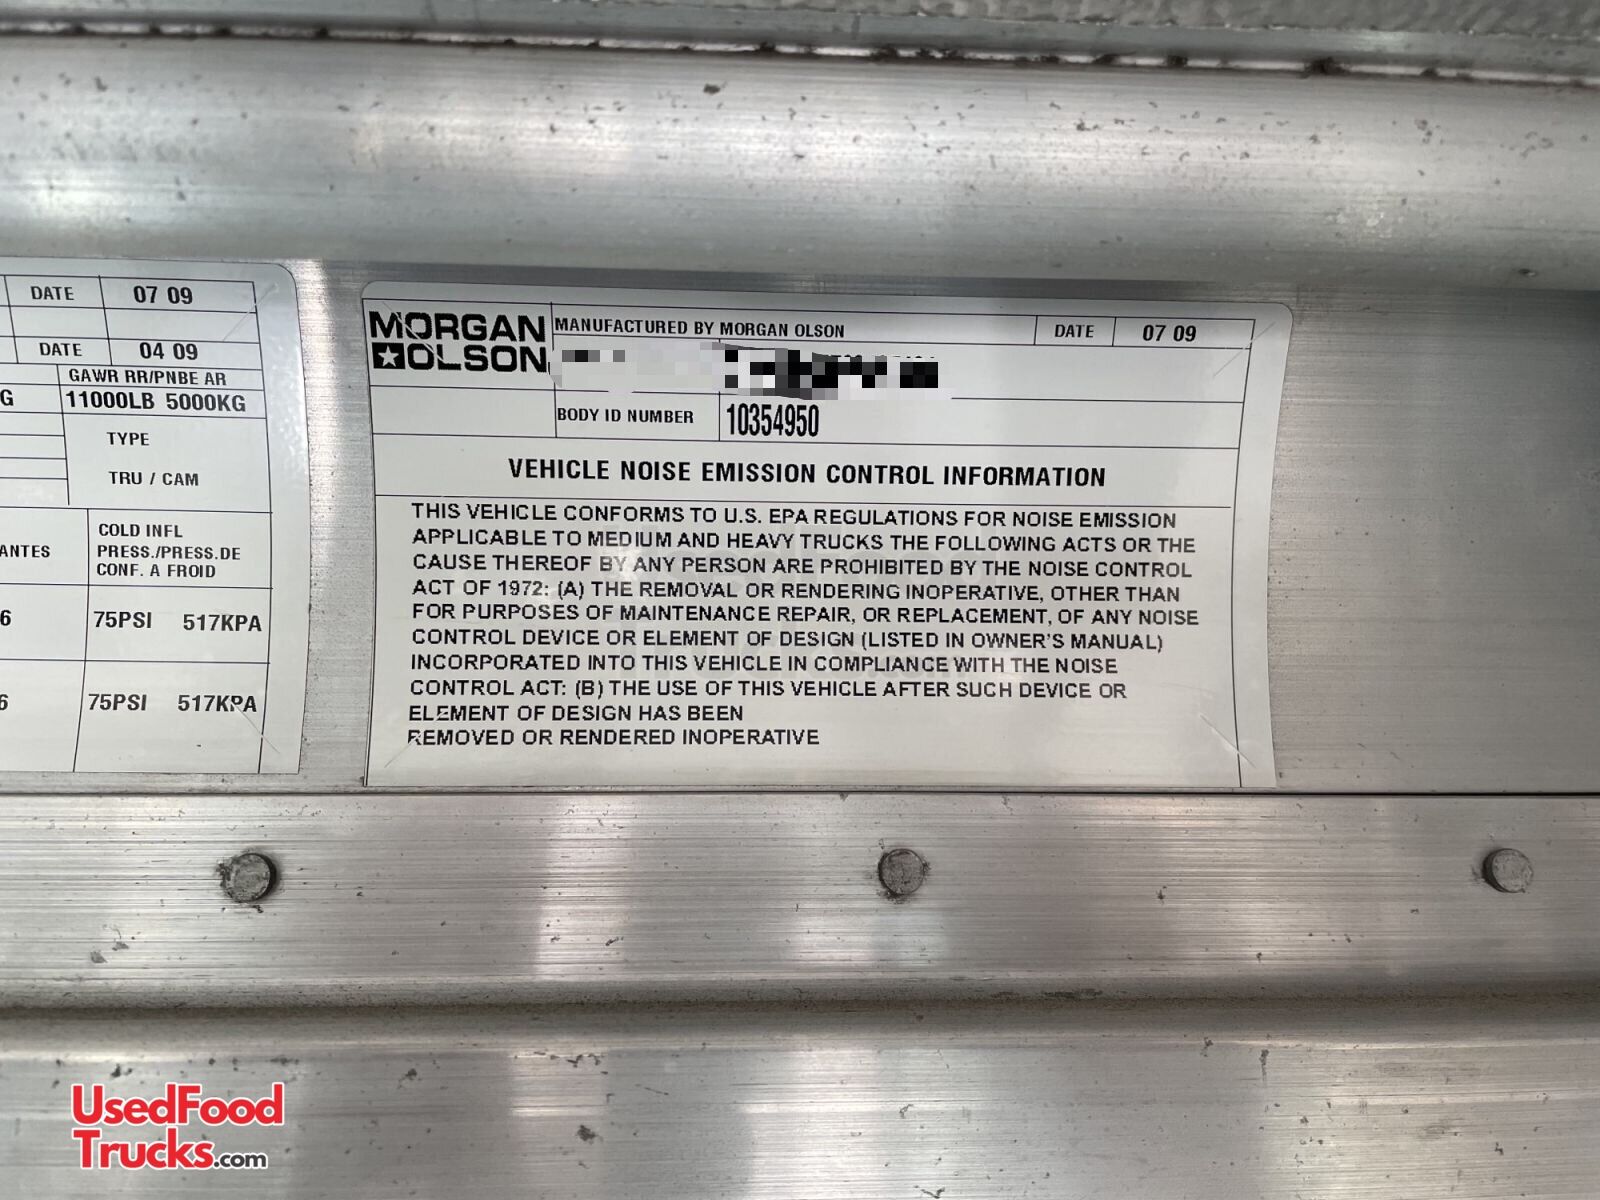 DATE 07 09
DATE 04 09
GAWR RR/PNBE AR
G 11000LB 5000KG
TYPE
TRU / CAM
COLD INFL
ANTES PRESS./PRESS.DE
CONF. A FROID
6 75PSI 517KPA
6 75PSI 517KPA
MORGAN OLSON
MANUFACTURED BY MORGAN OLSON DATE 07 09
BODY ID NUMBER 10354950
VEHICLE NOISE EMISSION CONTROL INFORMATION
THIS VEHICLE CONFORMS TO U.S. EPA REGULATIONS FOR NOISE EMISSION
APPLICABLE TO MEDIUM AND HEAVY TRUCKS THE FOLLOWING ACTS OR THE
CAUSE THEREOF BY ANY PERSON ARE PROHIBITED BY THE NOISE CONTROL
ACT OF 1972: (A) THE REMOVAL OR RENDERING INOPERATIVE, OTHER THAN
FOR PURPOSES OF MAINTENANCE REPAIR, OR REPLACEMENT, OF ANY NOISE
CONTROL DEVICE OR ELEMENT OF DESIGN (LISTED IN OWNER'S MANUAL)
INCORPORATED INTO THIS VEHICLE IN COMPLIANCE WITH THE NOISE
CONTROL ACT: (B) THE USE OF THIS VEHICLE AFTER SUCH DEVICE OR
ELEMENT OF DESIGN HAS BEEN
REMOVED OR RENDERED INOPERATIVE
UsedFood
Trucks.com